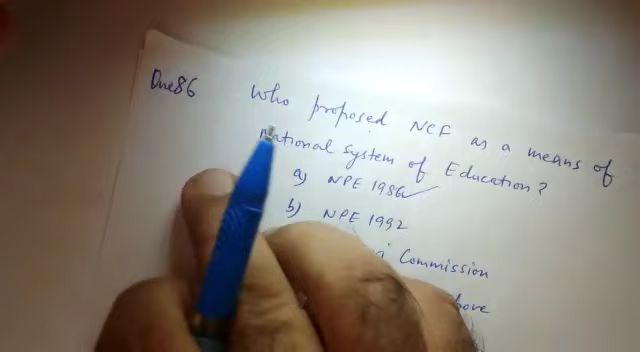 Que86 Who proposed NCF as a means of
National system of Education?
a) NPE 1986
b) NPE 1992
Commission